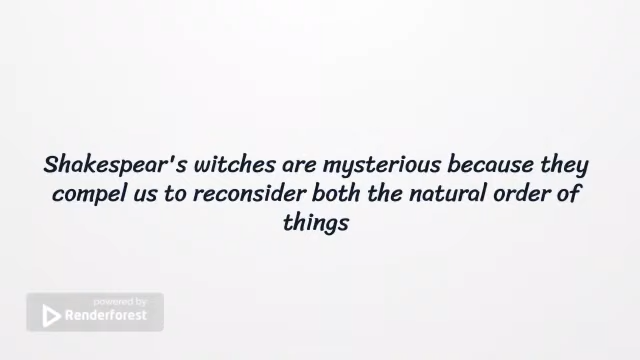 Shakespear's witches are mysterious because they
compel us to reconsider both the natural order of
things
powered by
Renderforest